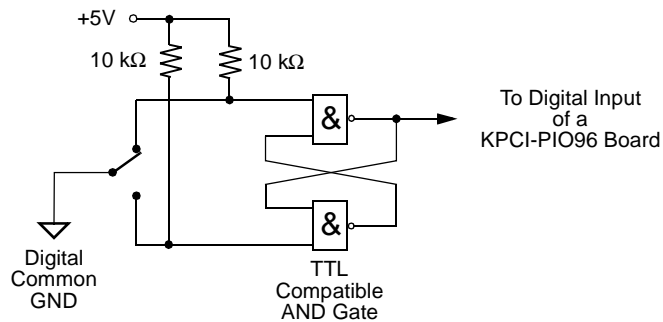 +5V
10 kΩ
10 kΩ
&
To Digital Input
of a
KPCI-PIO96 Board
&
Digital
Common
GND
TTL
Compatible
AND Gate